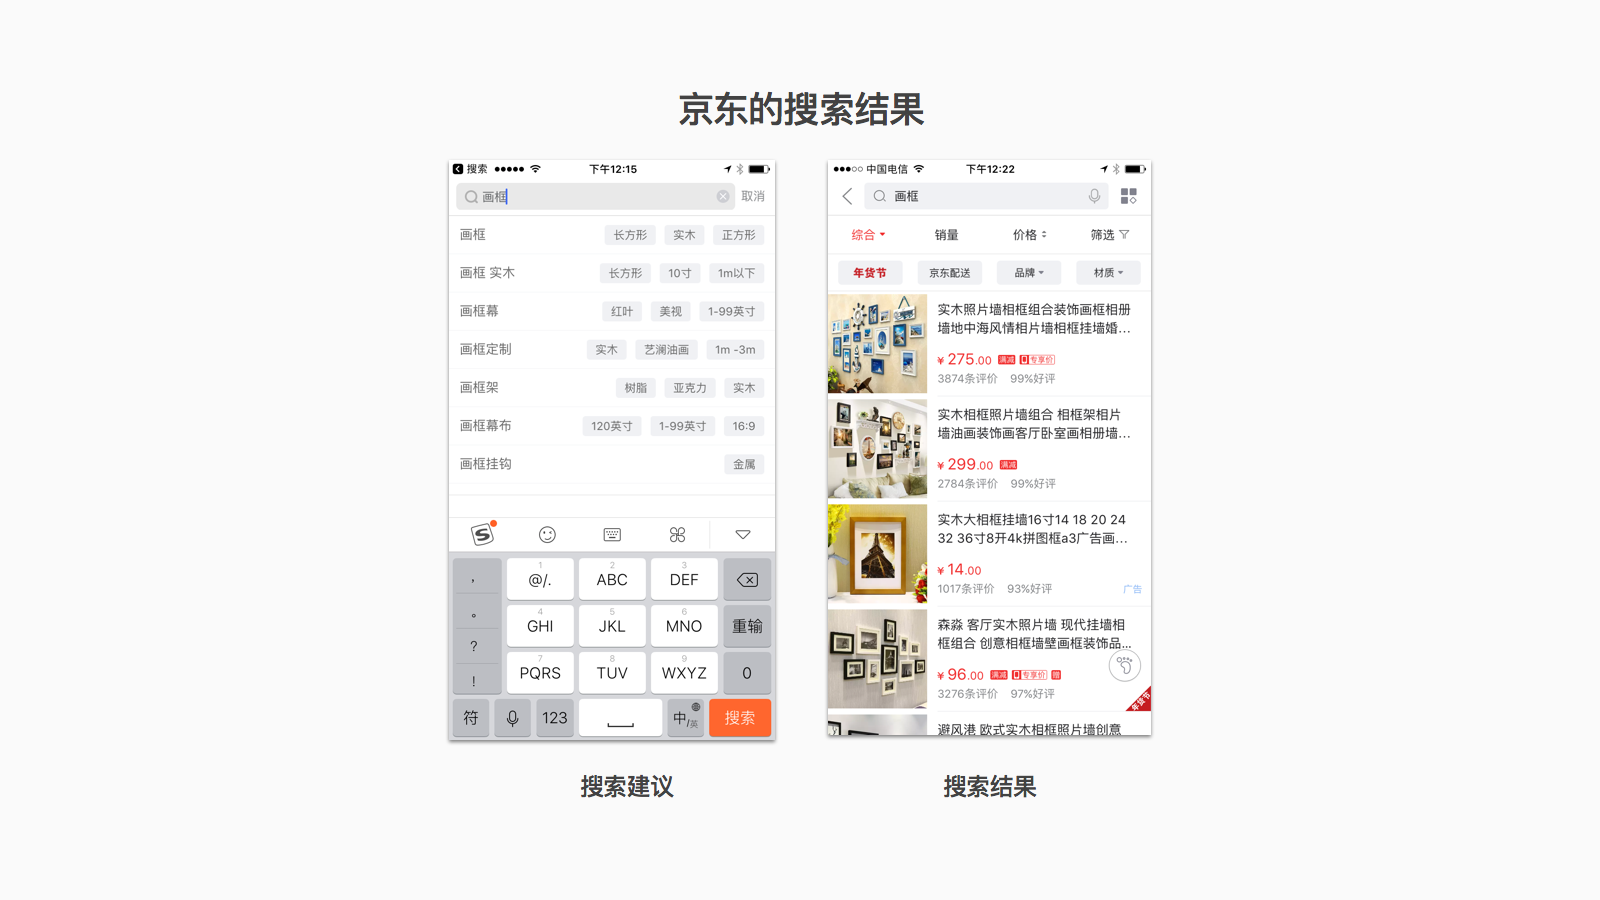 京东的搜索结果
搜索 下午12:15
画框 取消
画框 长方形 实木 正方形
画框 实木 长方形 10寸 1m以下
画框幕 红叶 美视 1-99英寸
画框定制 实木 艺澜油画 1m -3m
画框架 树脂 亚克力 实木
画框幕布 120英寸 1-99英寸 16:9
画框挂钩 金属
S
, 1 @/. 2 ABC 3 DEF
。 4 GHI 5 JKL 6 MNO 重输
? 7 PQRS 8 TUV 9 WXYZ 0
!
符 123 中/英 搜索
搜索建议
中国电信 下午12:22
画框
综合 销量 价格 筛选
年货节 京东配送 品牌 材质
实木照片墙相框组合装饰画框相册
墙地中海风情相片墙相框挂墙婚...
¥ 275.00 满减 专享价
3874条评价 99%好评
实木相框照片墙组合 相框架相片
墙油画装饰画客厅卧室画相册墙...
¥ 299.00 满减
2784条评价 99%好评
实木大相框挂墙16寸14 18 20 24
32 36寸8开4k拼图框a3广告画...
¥ 14.00
1017条评价 93%好评 广告
森淼 客厅实木照片墙 现代挂墙相
框组合 创意相框墙壁画框装饰品...
¥ 96.00 满减 专享价 赠
3276条评价 97%好评
年货节
避风港 欧式实木相框照片墙创意
搜索结果